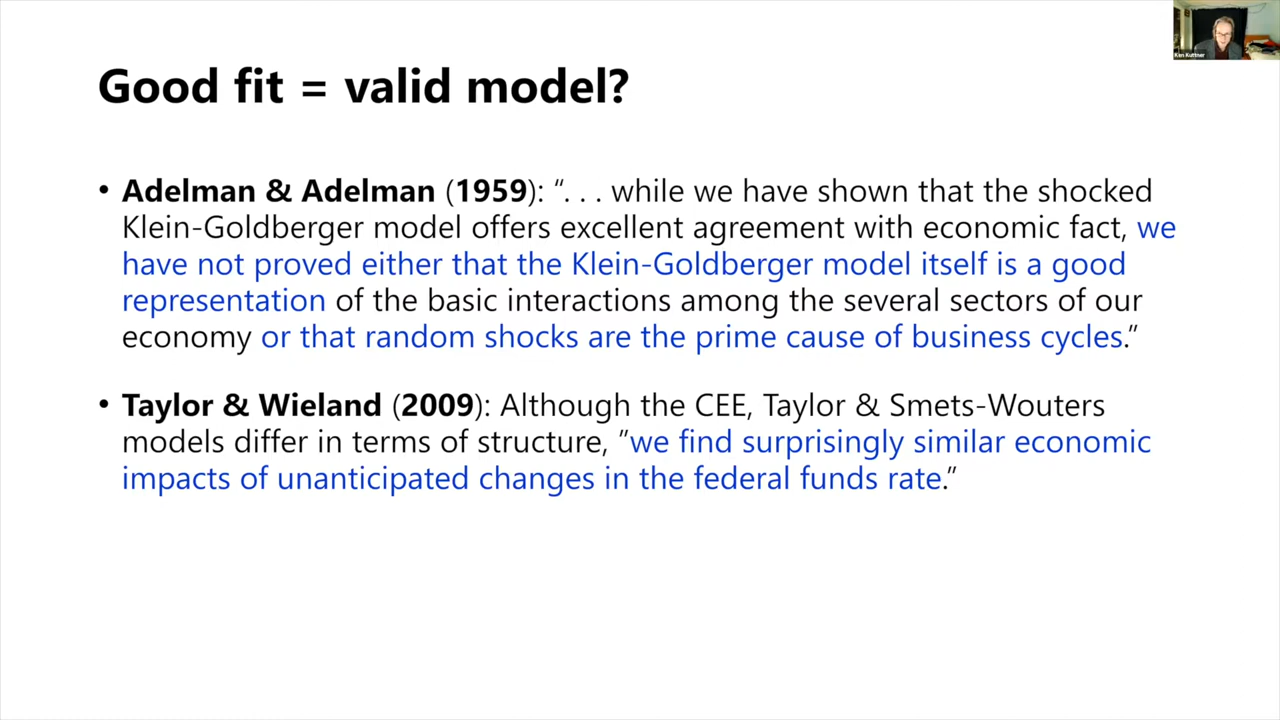 Ken Kuttner
Good fit = valid model?
• Adelman & Adelman (1959): “. . . while we have shown that the shocked
Klein-Goldberger model offers excellent agreement with economic fact, we
have not proved either that the Klein-Goldberger model itself is a good
representation of the basic interactions among the several sectors of our
economy or that random shocks are the prime cause of business cycles.”
• Taylor & Wieland (2009): Although the CEE, Taylor & Smets-Wouters
models differ in terms of structure, ”we find surprisingly similar economic
impacts of unanticipated changes in the federal funds rate.”